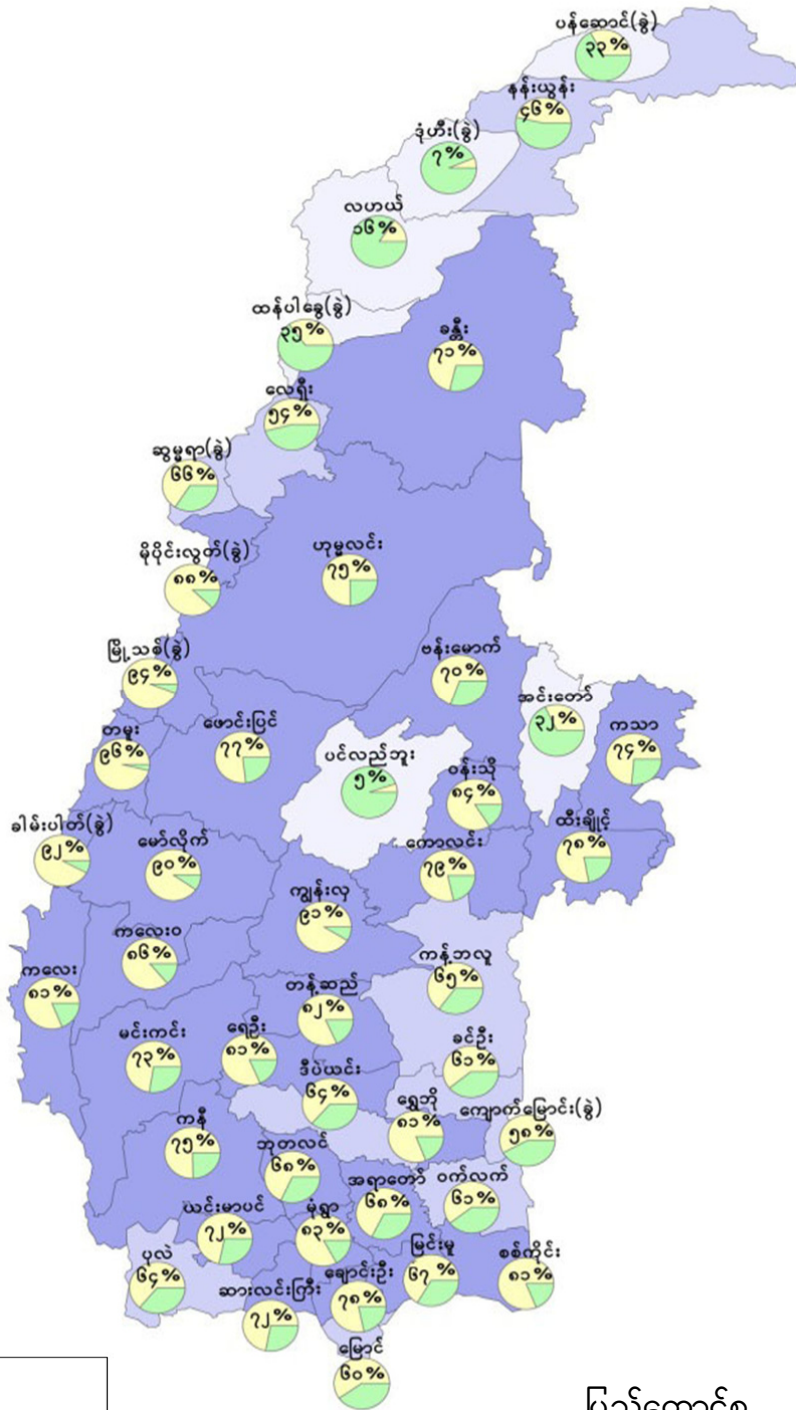 ပန်ဆောင်(ခွဲ)
၃၃%
နန်းယွန်း
၄၆%
ဒုံဟီး(ခွဲ)
၇%
လဟယ်
၁၆%
ထန်ပါခွေ(ခွဲ)
၃၅%
ခန္တီး
၇၁%
လေရှီး
၅၄%
ဆွမ္မရာ(ခွဲ)
၆၆%
ဟုမ္မလင်း
၇၅%
မိုပိုင်းလွတ်(ခွဲ)
၈၈%
မြို့သစ်(ခွဲ)
၉၄%
ဗန်းမောက်
၇၀%
အင်းတော်
၃၂%
ကသာ
၇၄%
တမူး
၉၆%
ဖောင်းပြင်
၇၇%
ပင်လည်ဘူး
၅%
ဝန်းသို
၈၄%
ထီးချိုင့်
၇၈%
ခါမ်းပါတ်(ခွဲ)
၉၂%
မော်လိုက်
၉၀%
ကောလင်း
၇၉%
ကျွန်းလှ
၉၁%
ကလေးဝ
၈၆%
ကန့်ဘလူ
၆၅%
ကလေး
၈၁%
တန့်ဆည်
၈၂%
မင်းကင်း
၇၃%
ရေဦး
၈၁%
ခင်ဦး
၆၁%
ဒီပဲယင်း
၆၄%
ရွှေဘို
၈၁%
ကျောက်မြောင်း(ခွဲ)
၅၈%
ကနီ
၇၅%
ဘုတလင်
၆၈%
အရာတော်
၆၈%
ဝက်လက်
၆၁%
ယင်းမာပင်
၇၂%
မုံရွာ
၈၃%
မြင်းမူ
၆၇%
စစ်ကိုင်း
၈၁%
ပုလဲ
၆၄%
ဆားလင်းကြီး
၇၂%
ချောင်းဦး
၇၈%
မြောင်
၆၀%